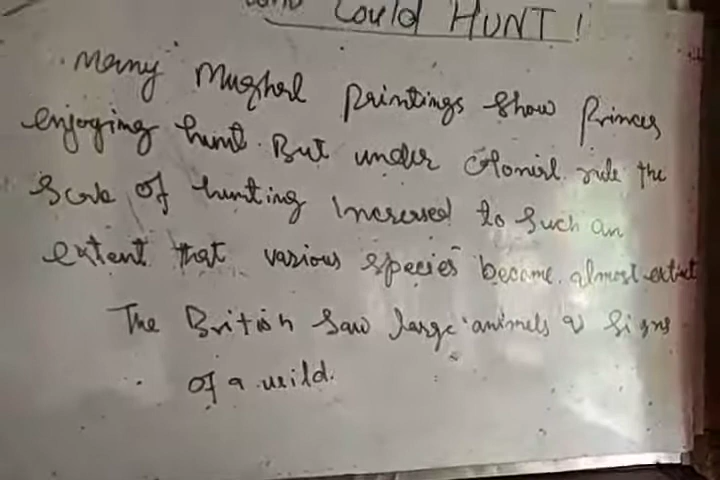 Could HUNT!
Many Mughal paintings show Princes
enjoying hunt. But under colonial rule the
scale of hunting increased to such an
extent that various species became almost extinct
The British saw large animals as signs
of a wild.